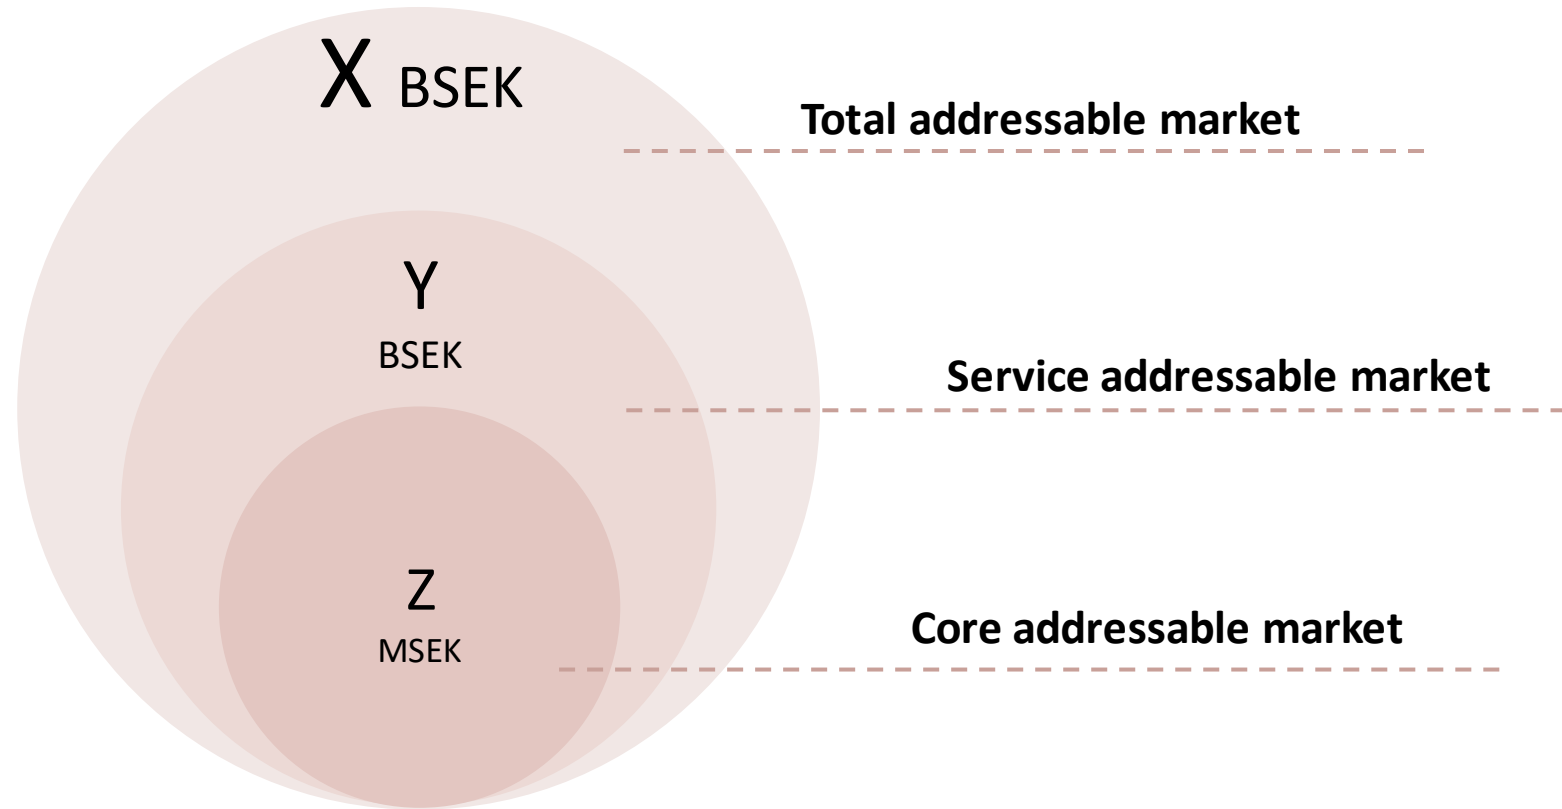 X BSEK
Total addressable market
Y
BSEK
Service addressable market
Z
MSEK
Core addressable market